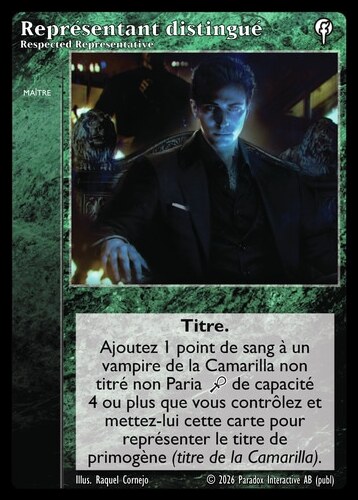 Représentant distingué
Respected Representative
MAÎTRE
Titre.
Ajoutez 1 point de sang à un
vampire de la Camarilla non
titré non Paria de capacité
4 ou plus que vous contrôlez et
mettez-lui cette carte pour
représenter le titre de
primogène (titre de la Camarilla).
Illus. Raquel Cornejo
© 2026 Paradox Interactive AB (publ)